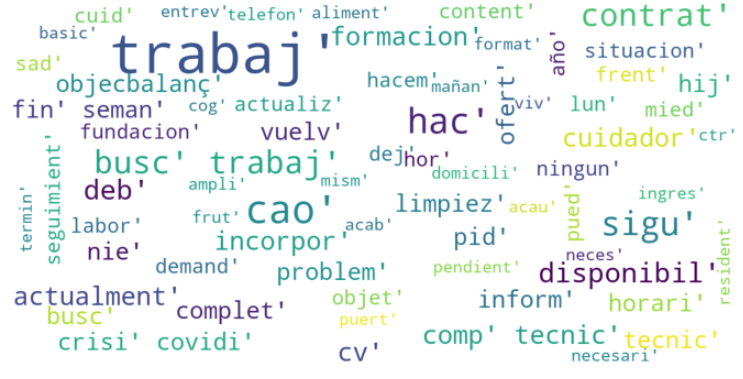 cuid' entrev' telefon' aliment' content' contrat'
basic' trabaj' formacion' format' año' situacion'
sad' objecbalanç' hacem' mañan' ofert' frent' hij'
fin' seman' cog' actualiz' hac' viv' lun' mied'
fundacion' vuelv' cuidador' ctr'
seguimient' busc' trabaj' dej' hor' domicili' ningun'
deb' ampli' mism' limpiez' acau' pued' ingres'
termin' labor' frut' cao' acab' sigu' resident'
nie' incorpor' pid' neces'
demand' problem' pendient' disponibil'
actualment' complet' objet' inform' horari'
busc' puert'
crisi' covidi' cv' comp' tecnic' tecnic'
necesari'